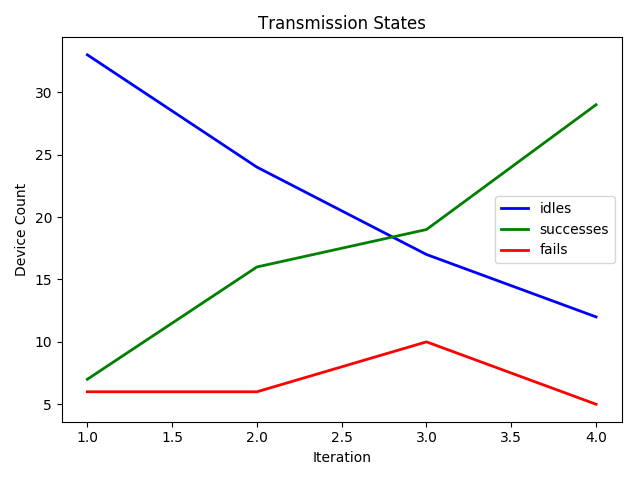 Transmission States
Device Count
30
25
20
15
10
5
idles
successes
fails
1.0 1.5 2.0 2.5 3.0 3.5 4.0
Iteration